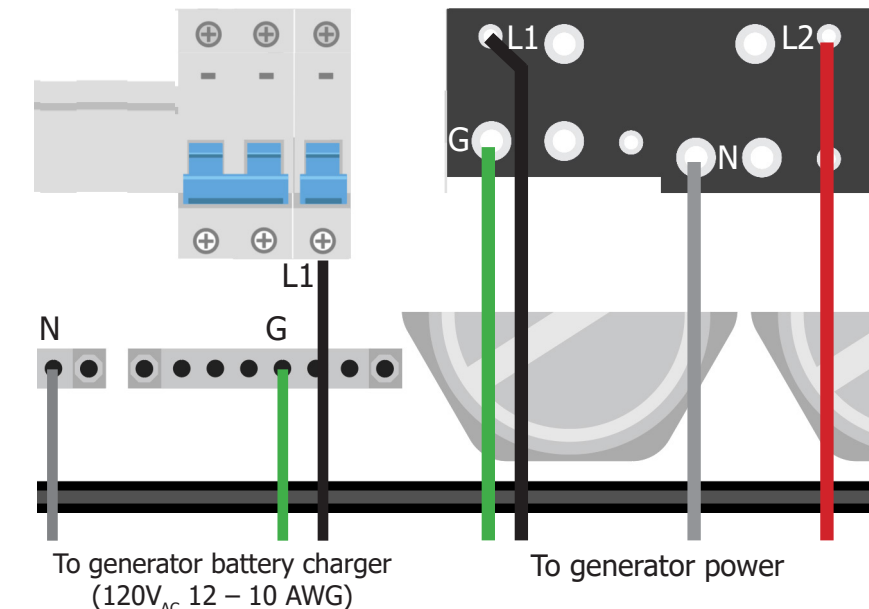 L1 L2
G N
L1
N G
To generator battery charger
(120VAC 12 – 10 AWG)
To generator power